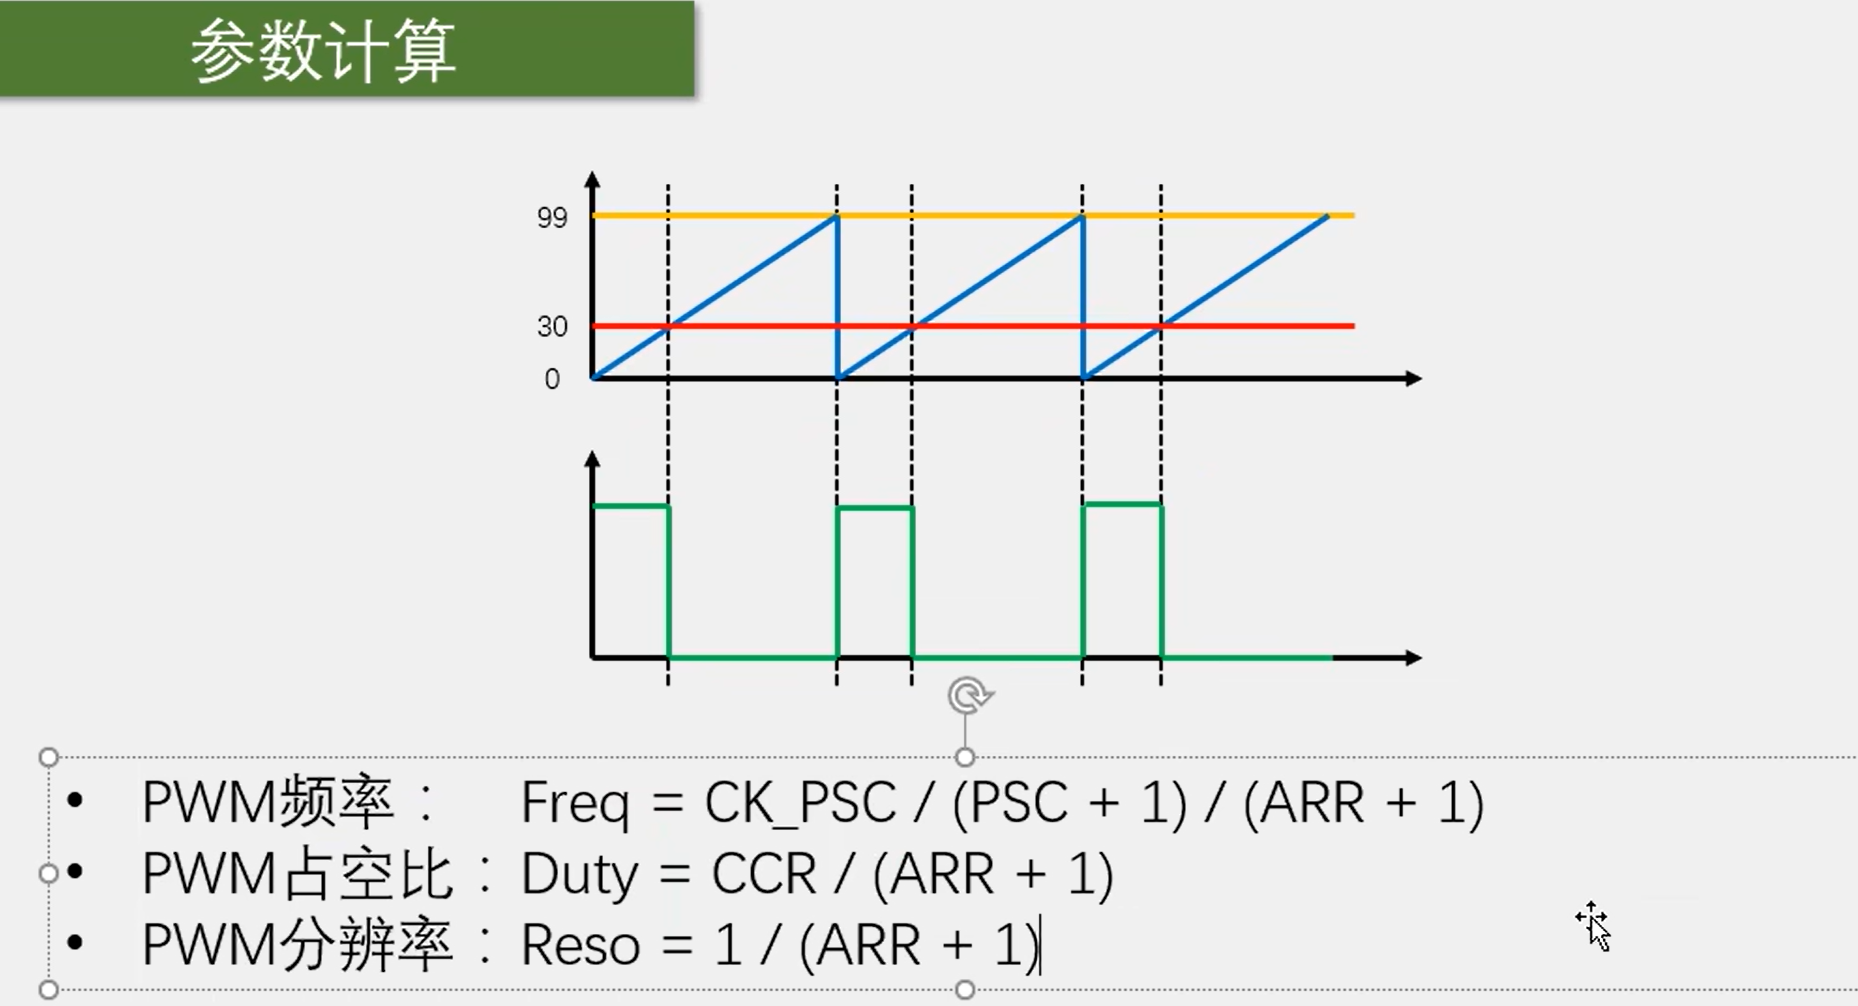 参数计算
99
30
0
• PWM频率： Freq = CK_PSC / (PSC + 1) / (ARR + 1)
• PWM占空比：Duty = CCR / (ARR + 1)
• PWM分辨率：Reso = 1 / (ARR + 1)